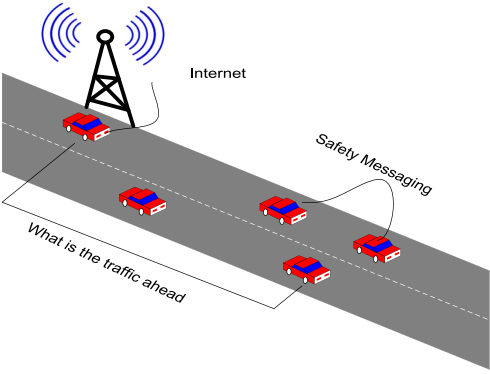 Internet
Safety Messaging
What is the traffic ahead